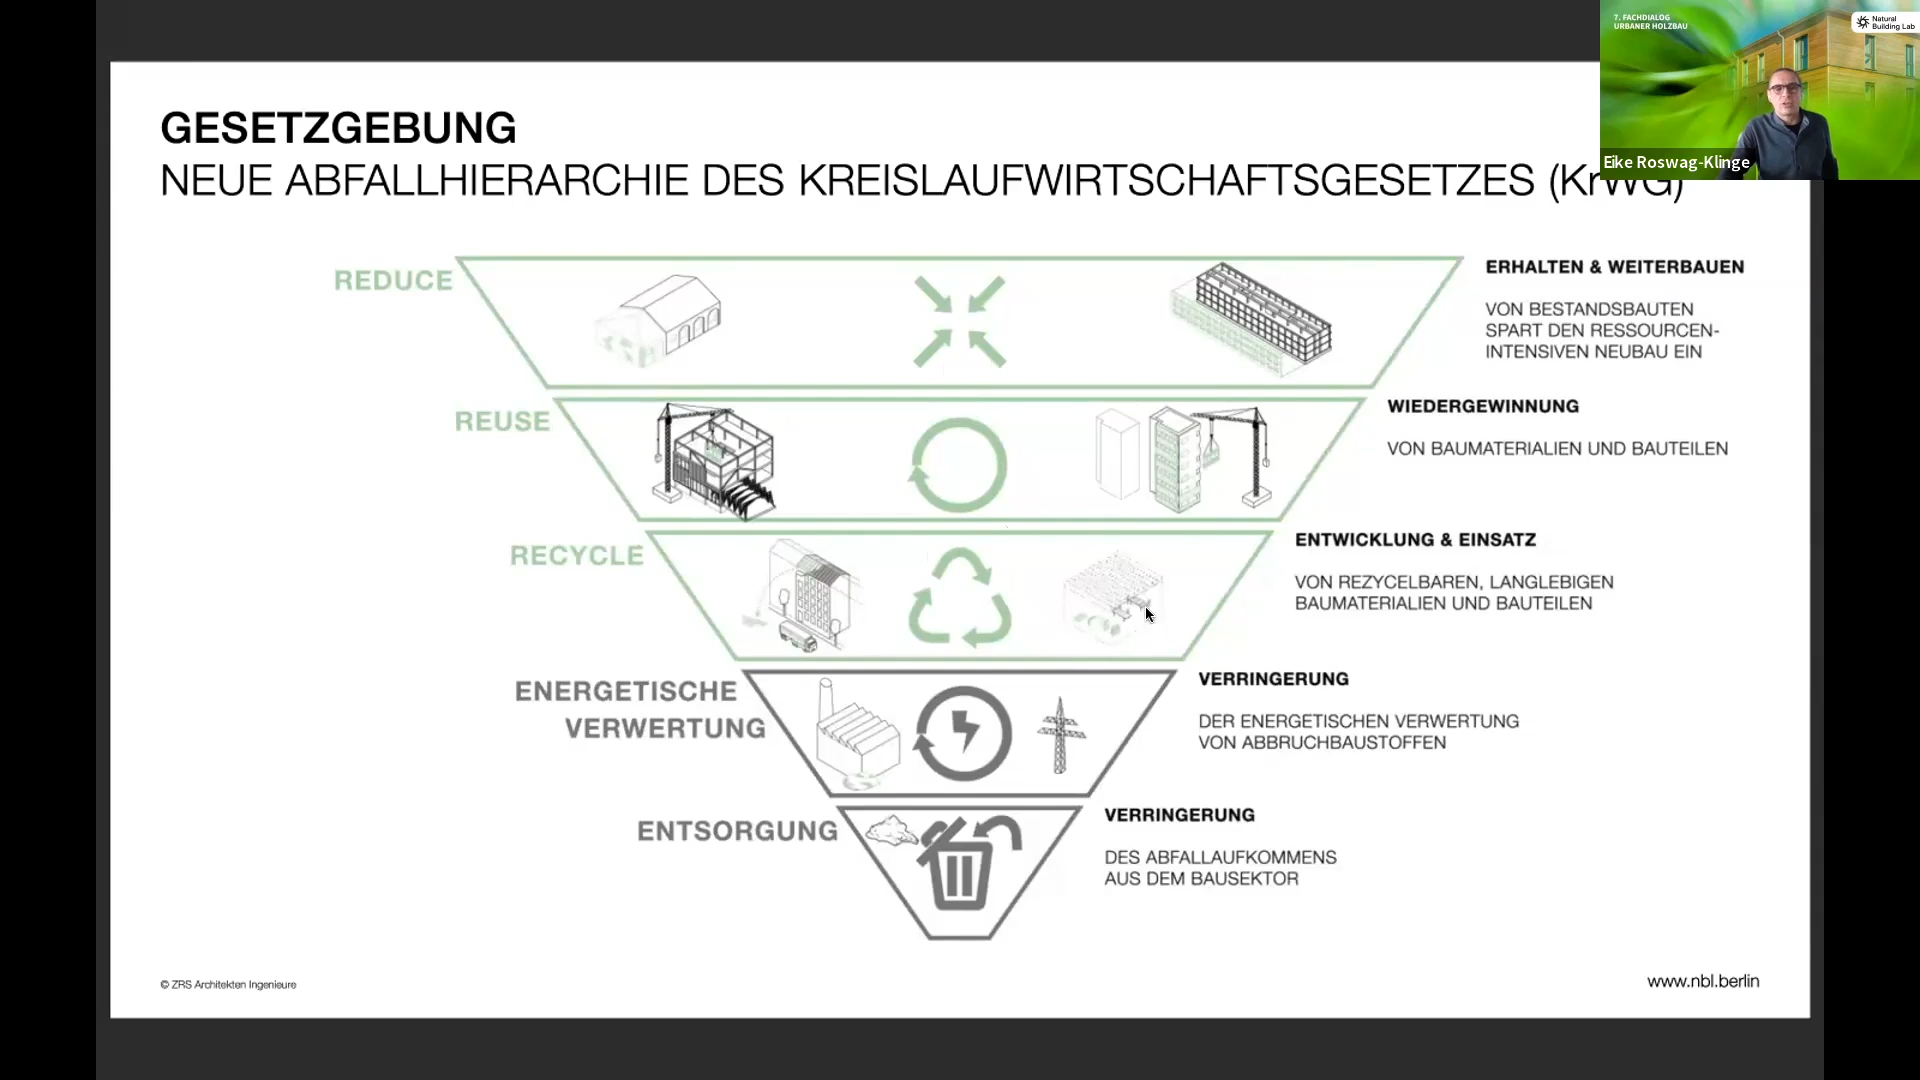 7. FACHDIALOG
URBANER HOLZBAU
Natural
Building Lab
Eike Roswag-Klinge
GESETZGEBUNG
NEUE ABFALLHIERARCHIE DES KREISLAUFWIRTSCHAFTSGESETZES (KrWG)
REDUCE
ERHALTEN & WEITERBAUEN
VON BESTANDSBAUTEN
SPART DEN RESSOURCEN-
INTENSIVEN NEUBAU EIN
REUSE
WIEDERGEWINNUNG
VON BAUMATERIALIEN UND BAUTEILEN
RECYCLE
ENTWICKLUNG & EINSATZ
VON REZYCELBAREN, LANGLEBIGEN
BAUMATERIALIEN UND BAUTEILEN
ENERGETISCHE
VERWERTUNG
VERRINGERUNG
DER ENERGETISCHEN VERWERTUNG
VON ABBRUCHBAUSTOFFEN
ENTSORGUNG
VERRINGERUNG
DES ABFALLAUFKOMMENS
AUS DEM BAUSEKTOR
© ZRS Architekten Ingenieure
www.nbl.berlin